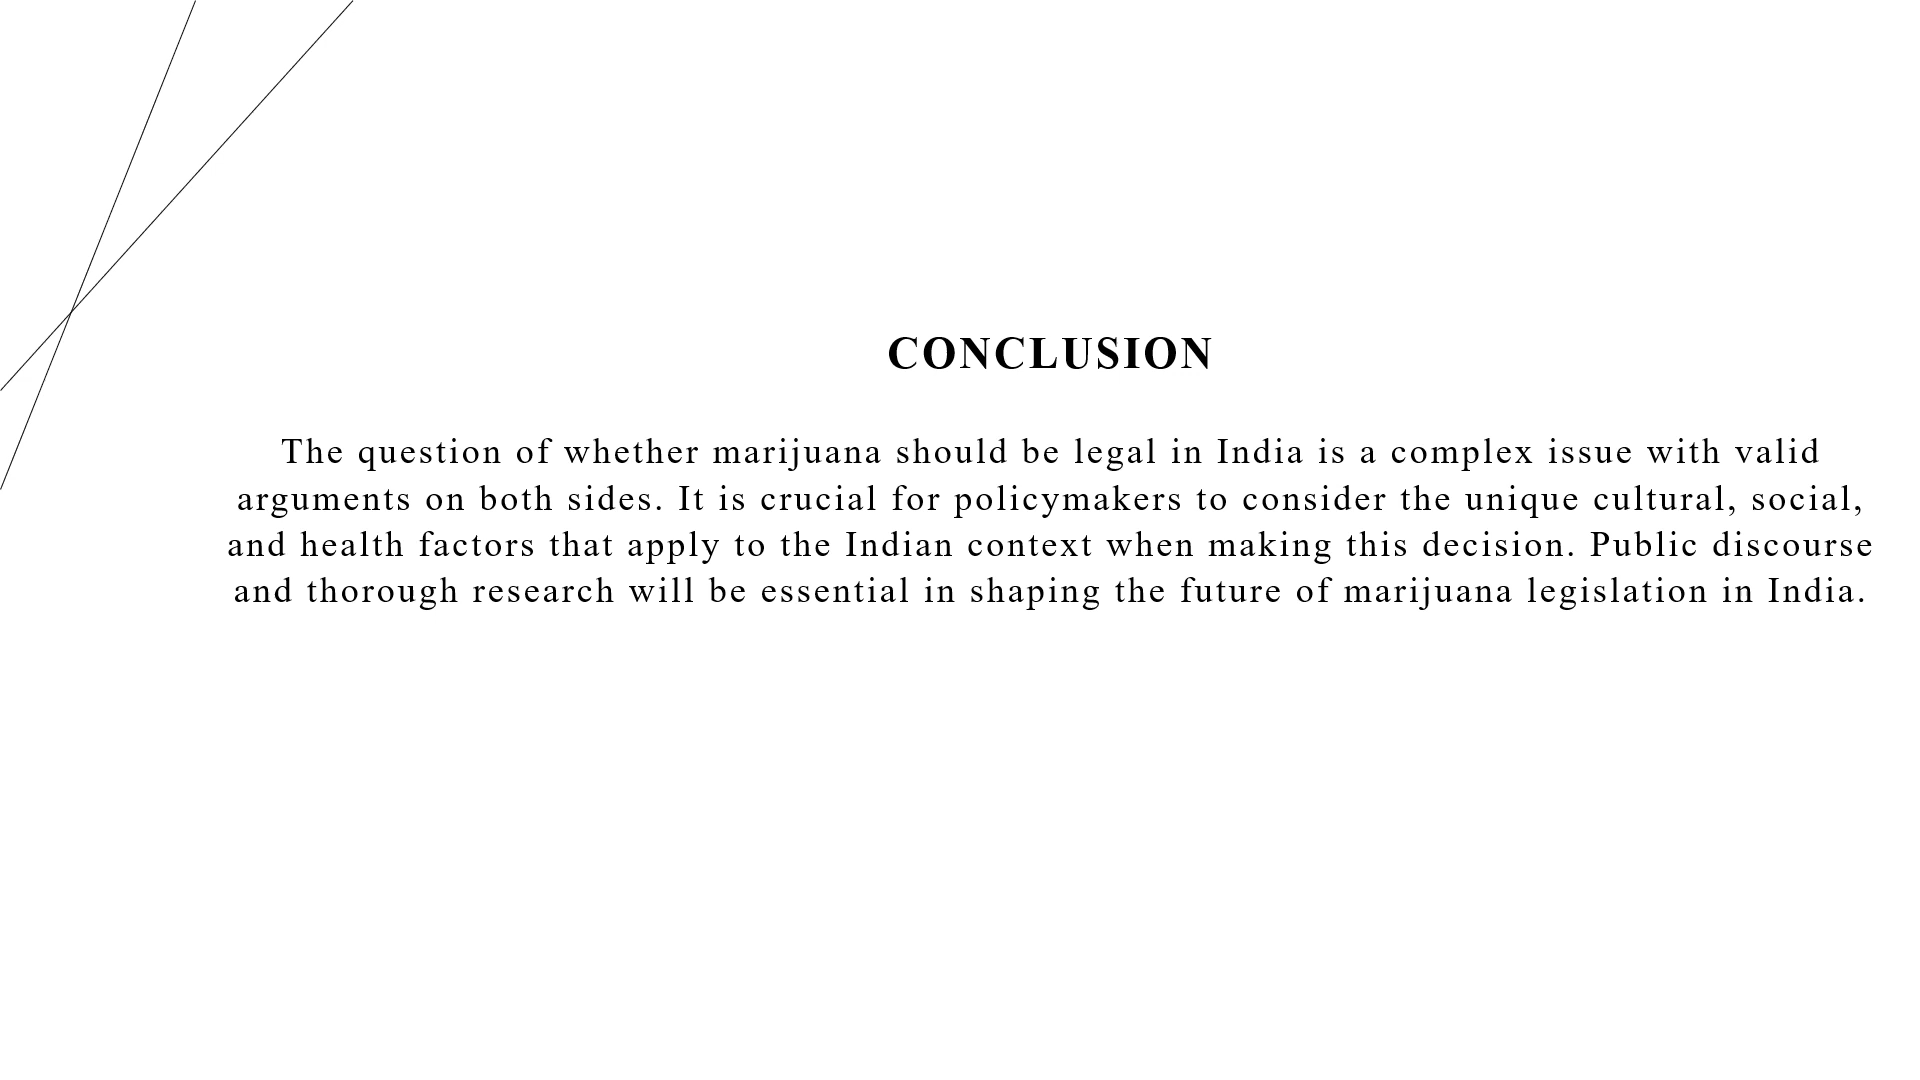 CONCLUSION
The question of whether marijuana should be legal in India is a complex issue with valid
arguments on both sides. It is crucial for policymakers to consider the unique cultural, social,
and health factors that apply to the Indian context when making this decision. Public discourse
and thorough research will be essential in shaping the future of marijuana legislation in India.